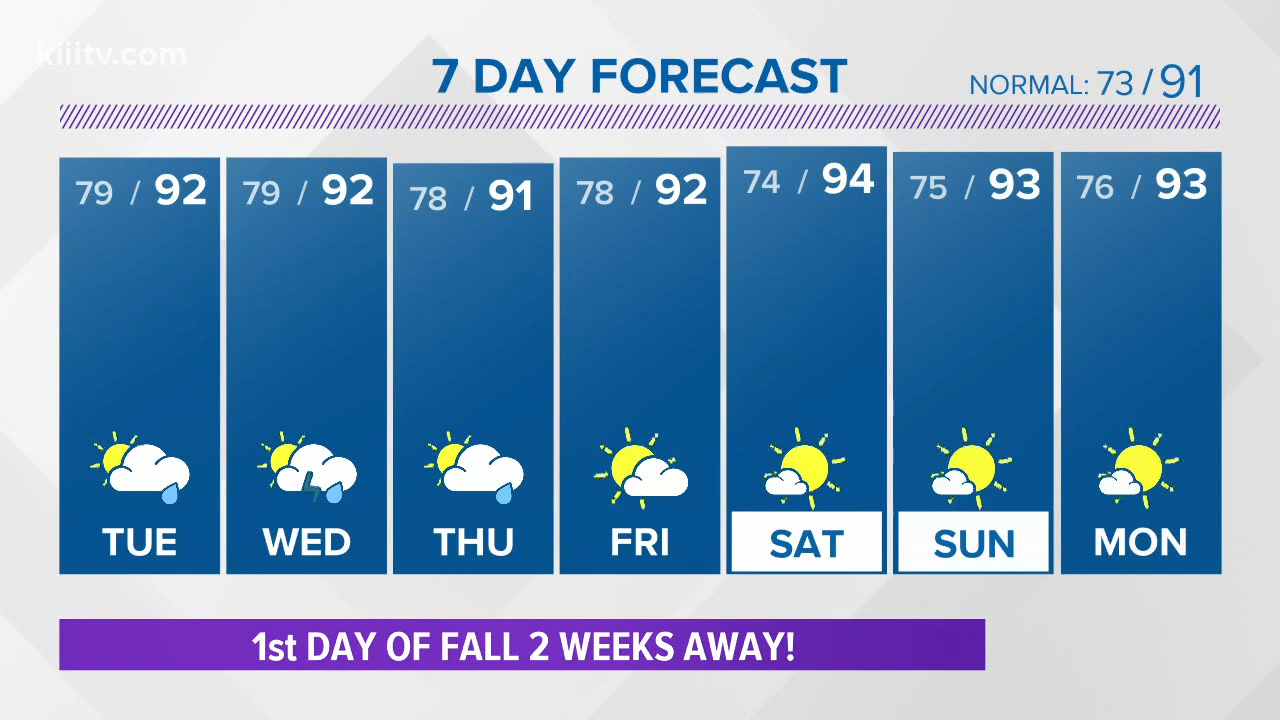 kiiitv.com
7 DAY FORECAST
NORMAL: 73 / 91
79 / 92
79 / 92
78 / 91
78 / 92
74 / 94
75 / 93
76 / 93
TUE
WED
THU
FRI
SAT
SUN
MON
1st DAY OF FALL 2 WEEKS AWAY!